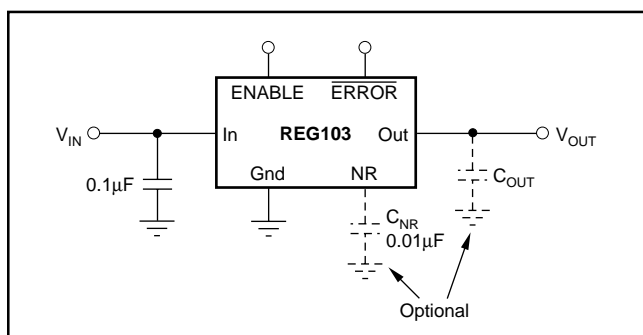 ENABLE ERROR
V_IN In REG103 Out V_OUT
0.1µF Gnd NR C_OUT
C_NR
0.01µF
Optional